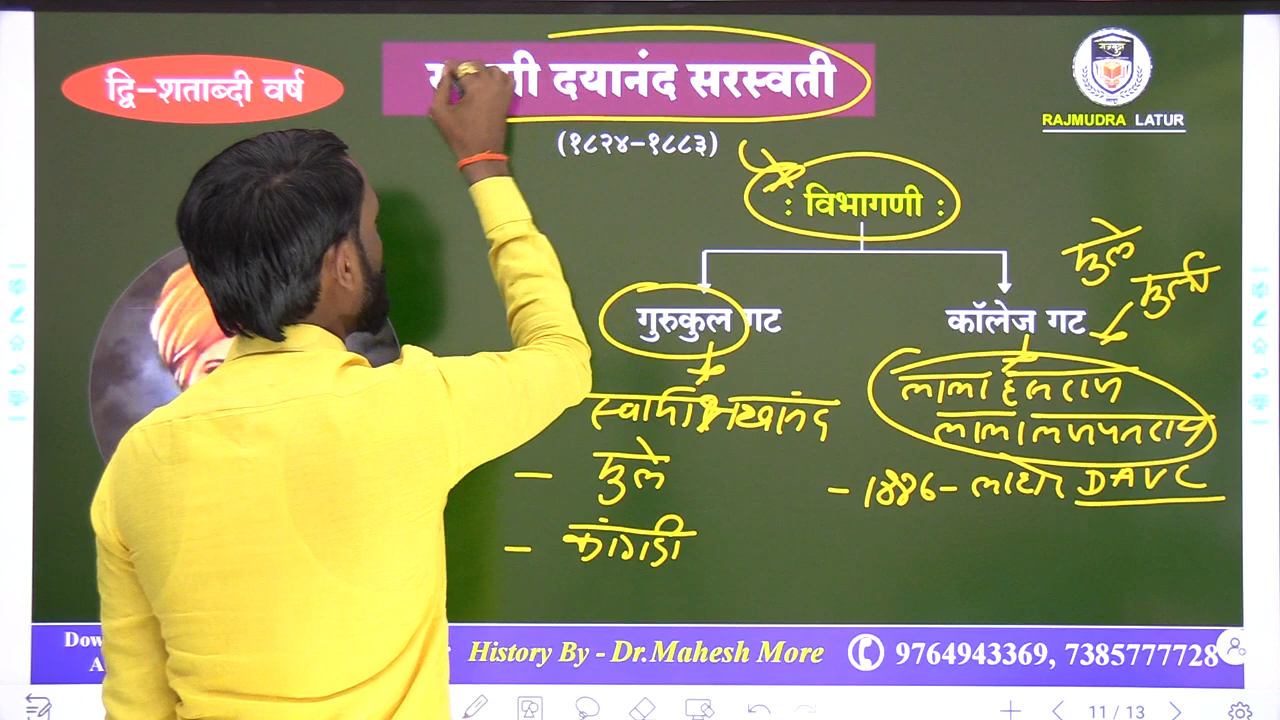 द्वि-शताब्दी वर्ष
दयानंद सरस्वती
(१८२४-१८८३)
RAJMUDRA LATUR
: विभागणी :
मुले
मुली
गुरुकुल गट
कॉलेज गट
स्वामी श्रद्धानंद
लाला हंसराज
लाला लजपतराय
- मुले
- 1886 - लाहोर DAVC
- कांगडी
History By - Dr.Mahesh More
9764943369, 7385777728
11 / 13